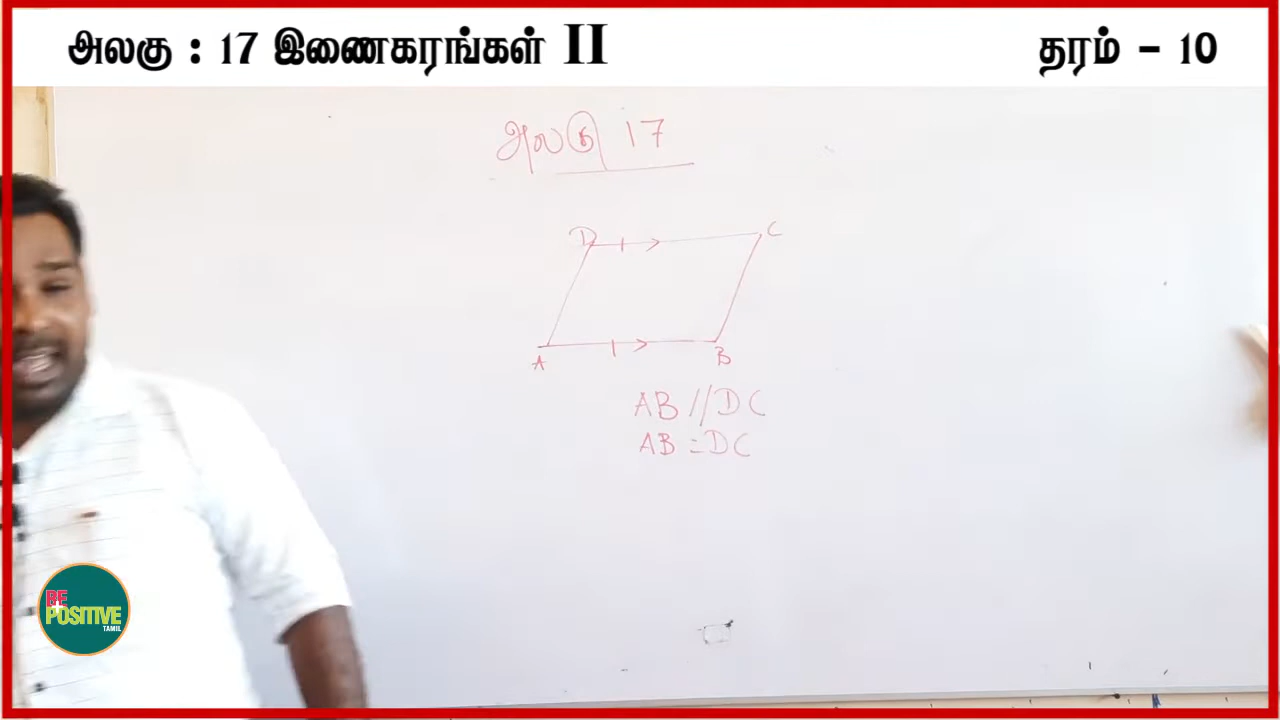 அலகு : 17 இணைகரங்கள் II
தரம் - 10
அலகு 17
D
C
A
B
AB // DC
AB = DC
BE
POSITIVE
TAMIL